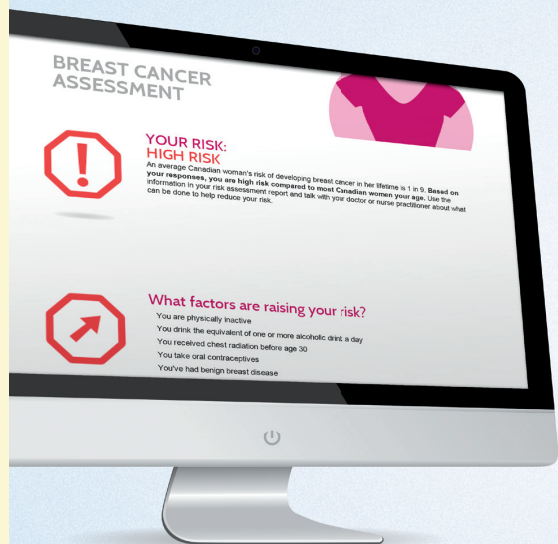 BREAST CANCER
ASSESSMENT
YOUR RISK:
HIGH RISK
An average Canadian woman's risk of developing breast cancer in her lifetime is 1 in 9. Based on
your responses, you are high risk compared to most Canadian women your age. Use the
information in your risk assessment report and talk with your doctor or nurse practitioner about what
can be done to help reduce your risk.
What factors are raising your risk?
You are physically inactive
You drink the equivalent of one or more alcoholic drink a day
You received chest radiation before age 30
You take oral contraceptives
You've had benign breast disease